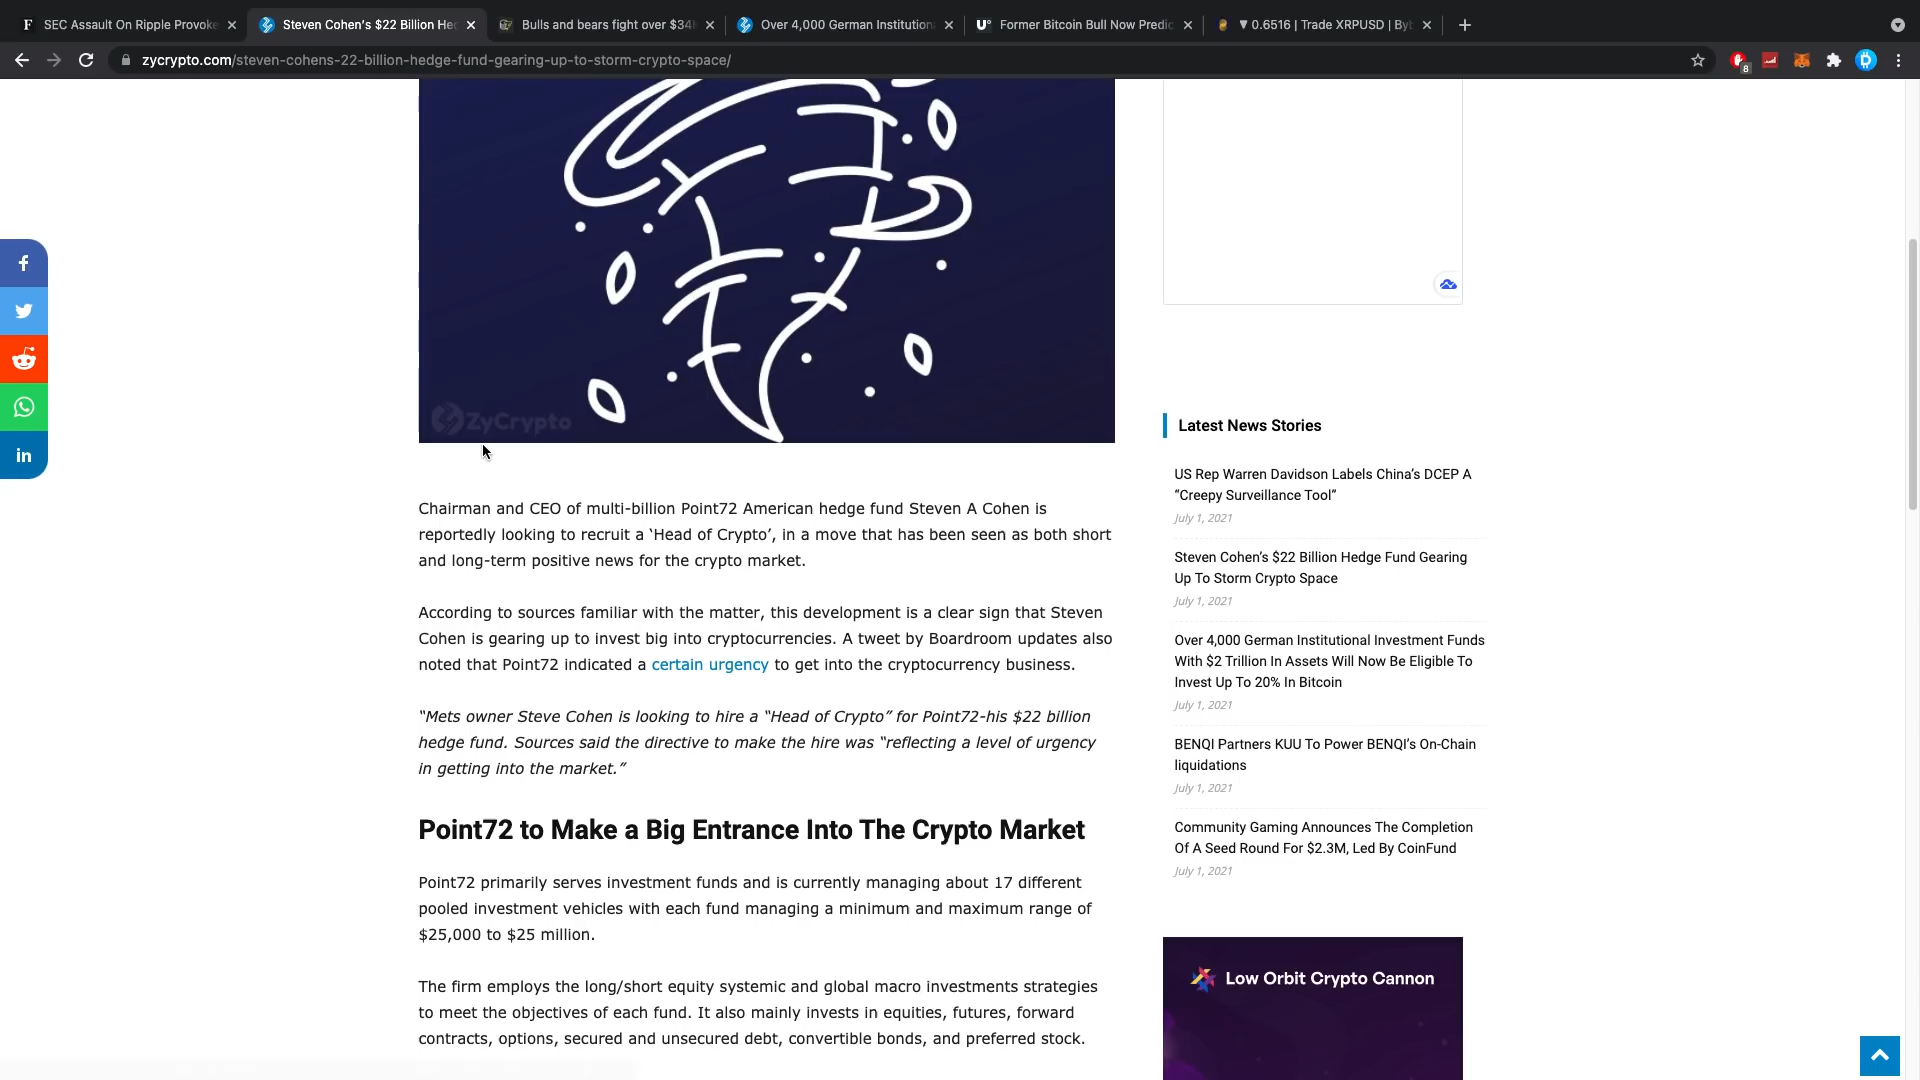 SEC Assault On Ripple Provoke
Steven Cohen's $22 Billion He
Bulls and bears fight over $34
Over 4,000 German Institution
Former Bitcoin Bull Now Predic
▼ 0.6516 | Trade XRPUSD | By
zycrypto.com/steven-cohens-22-billion-hedge-fund-gearing-up-to-storm-crypto-space/
8
ZyCrypto
Chairman and CEO of multi-billion Point72 American hedge fund Steven A Cohen is
reportedly looking to recruit a ‘Head of Crypto’, in a move that has been seen as both short
and long-term positive news for the crypto market.
According to sources familiar with the matter, this development is a clear sign that Steven
Cohen is gearing up to invest big into cryptocurrencies. A tweet by Boardroom updates also
noted that Point72 indicated a certain urgency to get into the cryptocurrency business.
“Mets owner Steve Cohen is looking to hire a “Head of Crypto” for Point72-his $22 billion
hedge fund. Sources said the directive to make the hire was “reflecting a level of urgency
in getting into the market.”
Point72 to Make a Big Entrance Into The Crypto Market
Point72 primarily serves investment funds and is currently managing about 17 different
pooled investment vehicles with each fund managing a minimum and maximum range of
$25,000 to $25 million.
The firm employs the long/short equity systemic and global macro investments strategies
to meet the objectives of each fund. It also mainly invests in equities, futures, forward
contracts, options, secured and unsecured debt, convertible bonds, and preferred stock.
Latest News Stories
US Rep Warren Davidson Labels China’s DCEP A
“Creepy Surveillance Tool”
July 1, 2021
Steven Cohen’s $22 Billion Hedge Fund Gearing
Up To Storm Crypto Space
July 1, 2021
Over 4,000 German Institutional Investment Funds
With $2 Trillion In Assets Will Now Be Eligible To
Invest Up To 20% In Bitcoin
July 1, 2021
BENQI Partners KUU To Power BENQI’s On-Chain
liquidations
July 1, 2021
Community Gaming Announces The Completion
Of A Seed Round For $2.3M, Led By CoinFund
July 1, 2021
Low Orbit Crypto Cannon